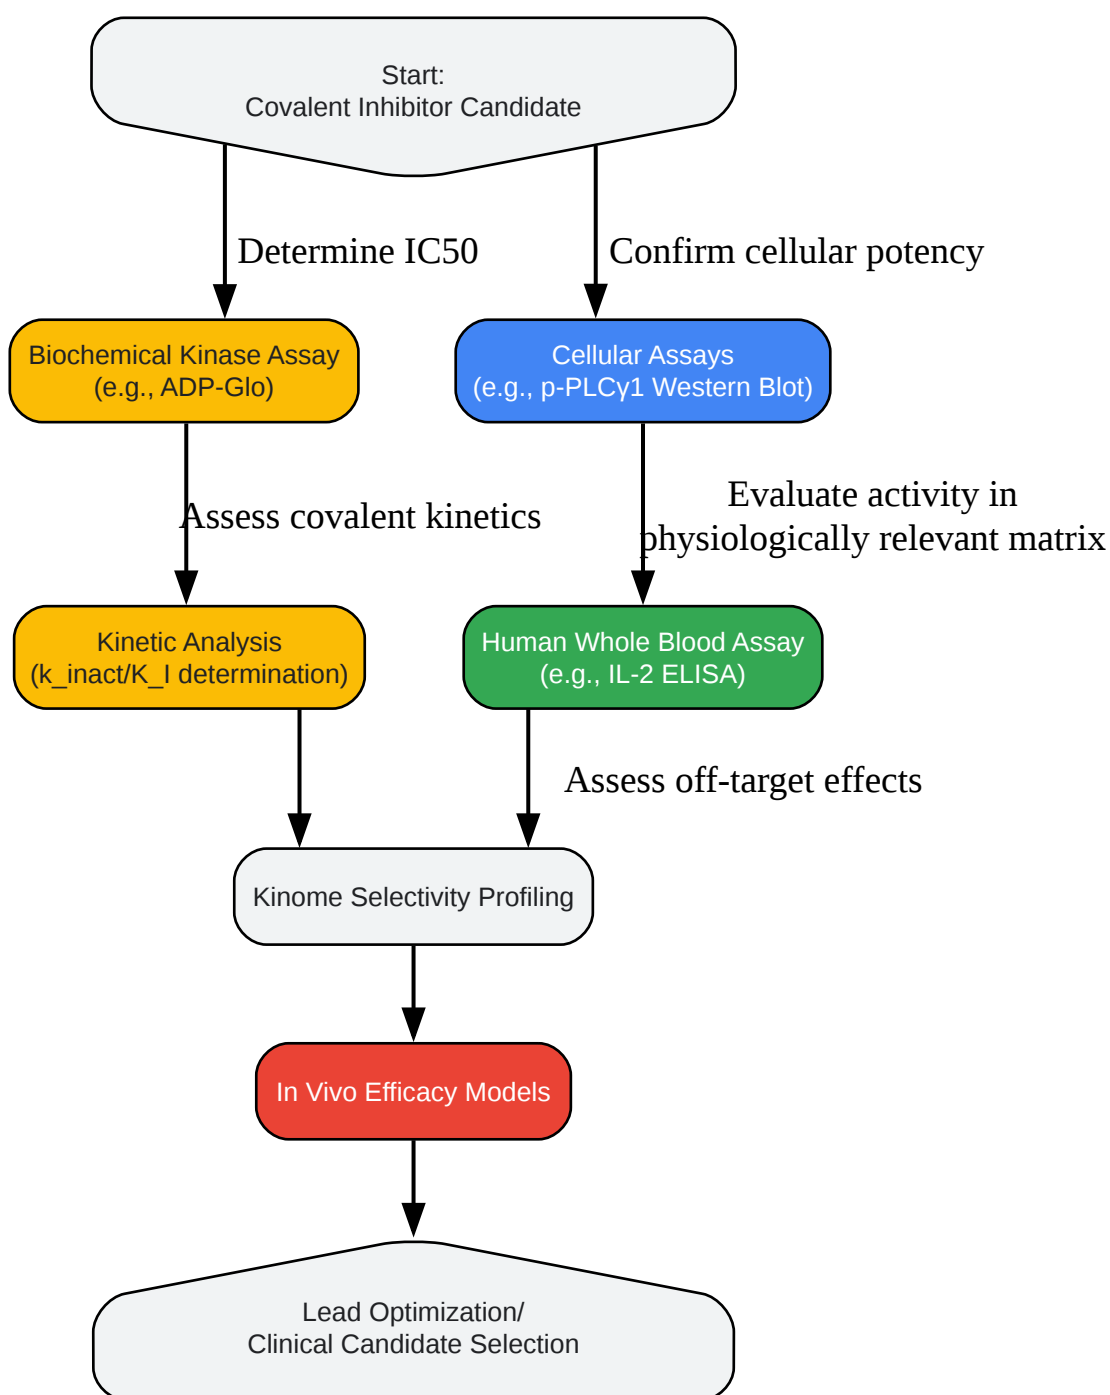 Start:
Covalent Inhibitor Candidate
Determine IC50
Confirm cellular potency
Biochemical Kinase Assay
(e.g., ADP-Glo)
Cellular Assays
(e.g., p-PLCγ1 Western Blot)
Assess covalent kinetics
Evaluate activity in
physiologically relevant matrix
Kinetic Analysis
(k_inact/K_I determination)
Human Whole Blood Assay
(e.g., IL-2 ELISA)
Assess off-target effects
Kinome Selectivity Profiling
In Vivo Efficacy Models
Lead Optimization/
Clinical Candidate Selection